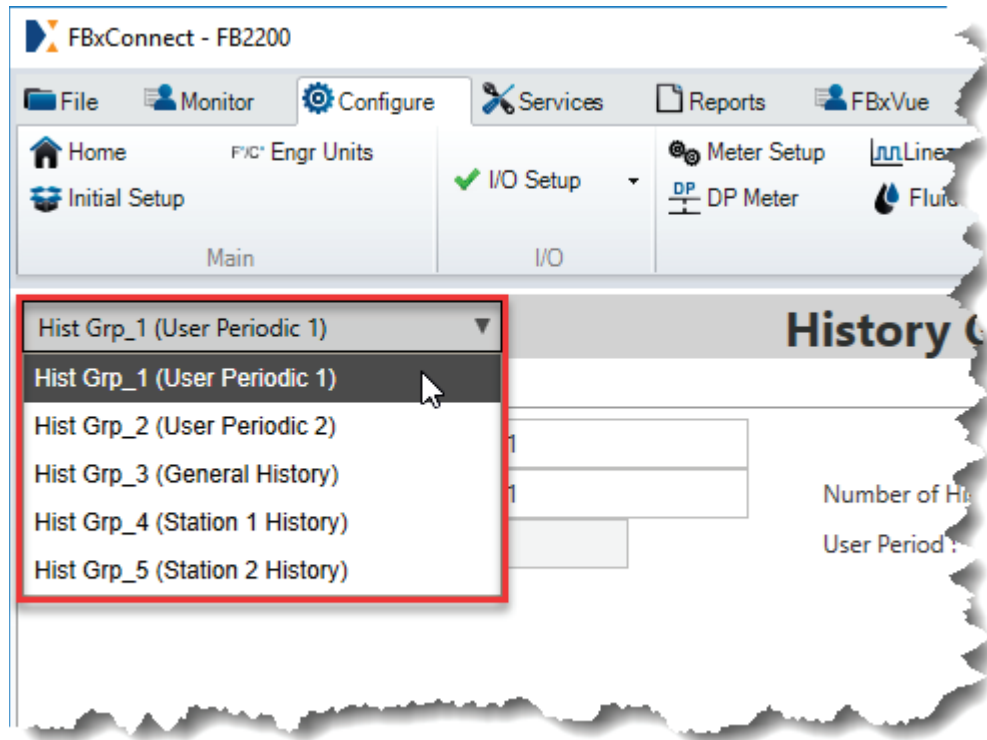 FBxConnect - FB2200
File Monitor Configure Services Reports FBxVue
Home F°/C° Engr Units I/O Setup Meter Setup
Initial Setup DP DP Meter
Main I/O
Hist Grp_1 (User Periodic 1) History
Hist Grp_1 (User Periodic 1)
Hist Grp_2 (User Periodic 2)
1
Hist Grp_3 (General History)
1 Number of
Hist Grp_4 (Station 1 History)
User Period :
Hist Grp_5 (Station 2 History)